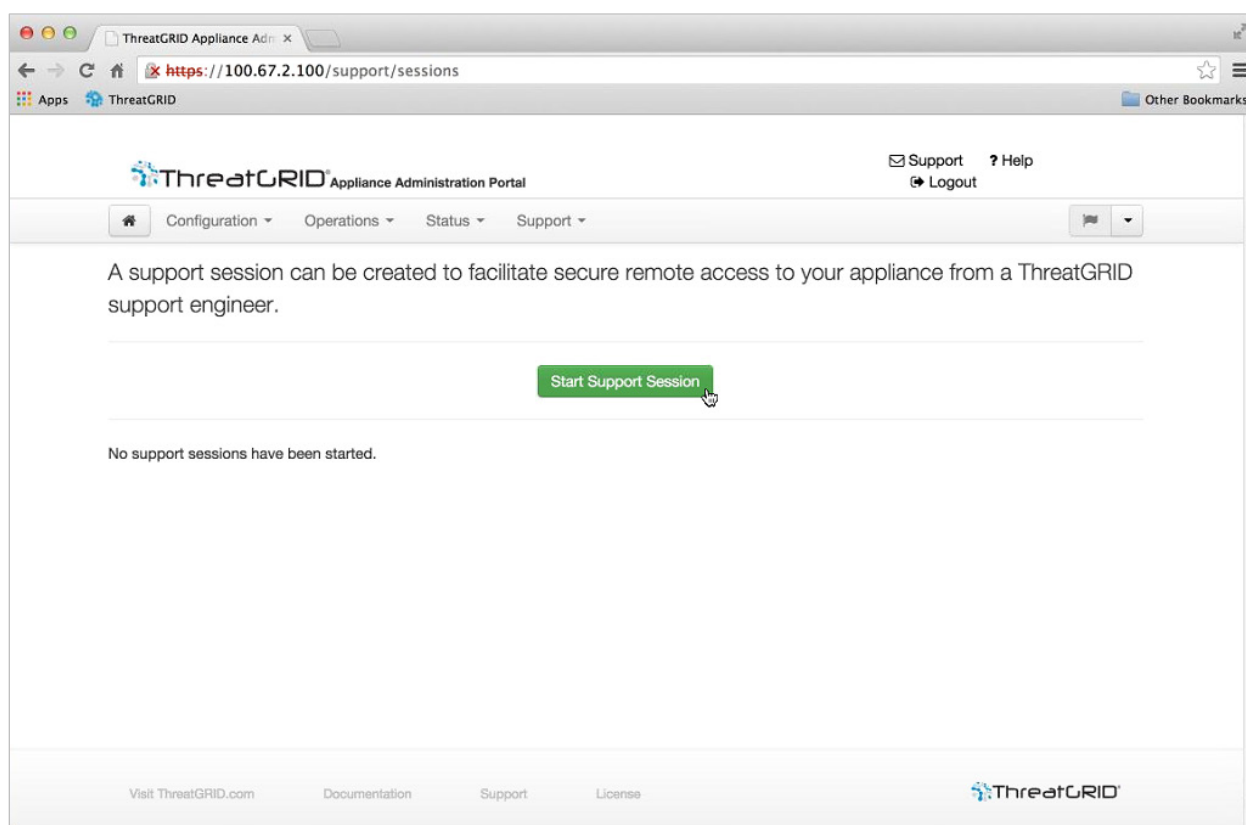 ThreatGRID Appliance Adm
https://100.67.2.100/support/sessions
Apps ThreatGRID Other Bookmarks
ThreatGRID Appliance Administration Portal
Support ? Help
Logout
Configuration Operations Status Support
A support session can be created to facilitate secure remote access to your appliance from a ThreatGRID
support engineer.
Start Support Session
No support sessions have been started.
Visit ThreatGRID.com Documentation Support License ThreatGRID